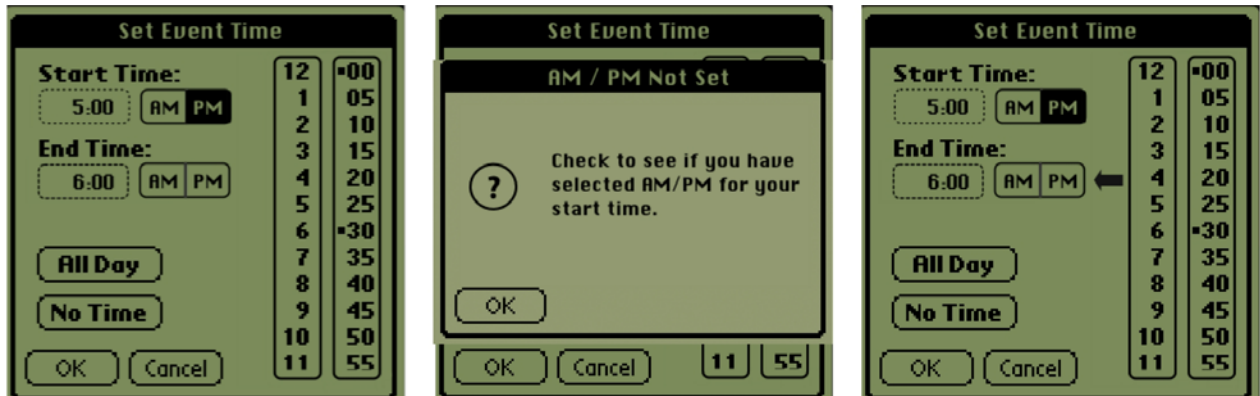 Set Event Time
Start Time:
5:00 AM PM
End Time:
6:00 AM PM
All Day
No Time
OK Cancel
12 00
1 05
2 10
3 15
4 20
5 25
6 30
7 35
8 40
9 45
10 50
11 55
Set Event Time
AM / PM Not Set
?
Check to see if you have
selected AM/PM for your
start time.
OK
OK Cancel
11 55
Set Event Time
Start Time:
5:00 AM PM
End Time:
6:00 AM PM
All Day
No Time
OK Cancel
12 00
1 05
2 10
3 15
4 20
5 25
6 30
7 35
8 40
9 45
10 50
11 55